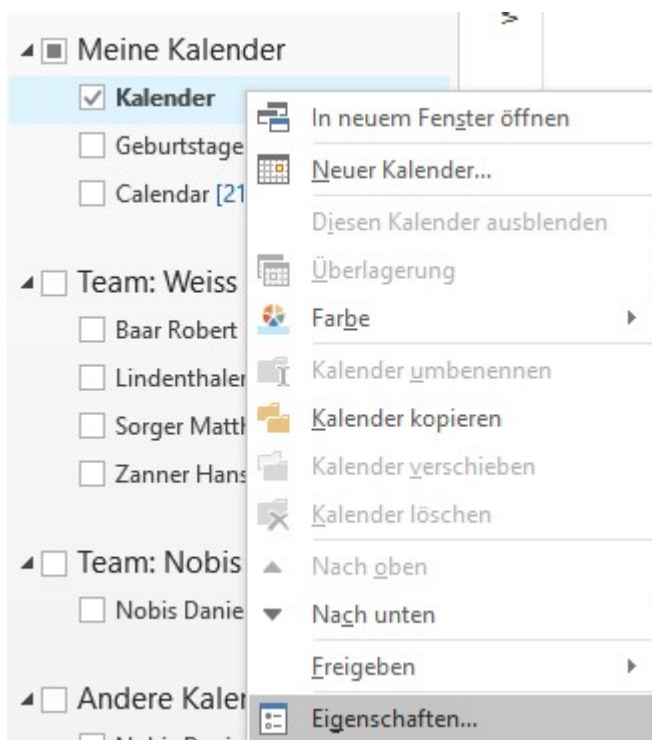 Meine Kalender
Kalender
Geburtstage
Calendar [21
Team: Weiss
Baar Robert
Lindenthaler
Sorger Matth
Zanner Hans
Team: Nobis
Nobis Danie
Andere Kaler
In neuem Fenster öffnen
Neuer Kalender...
Diesen Kalender ausblenden
Überlagerung
Farbe
Kalender umbenennen
Kalender kopieren
Kalender verschieben
Kalender löschen
Nach oben
Nach unten
Freigeben
Eigenschaften...